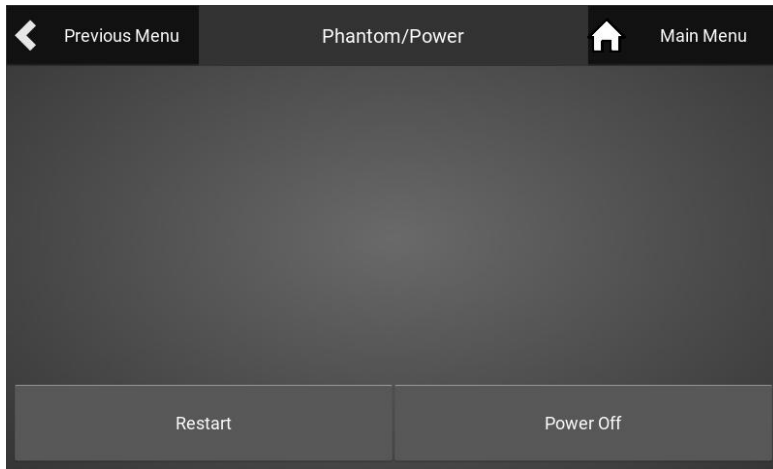 Previous Menu
Phantom/Power
Main Menu
Restart
Power Off